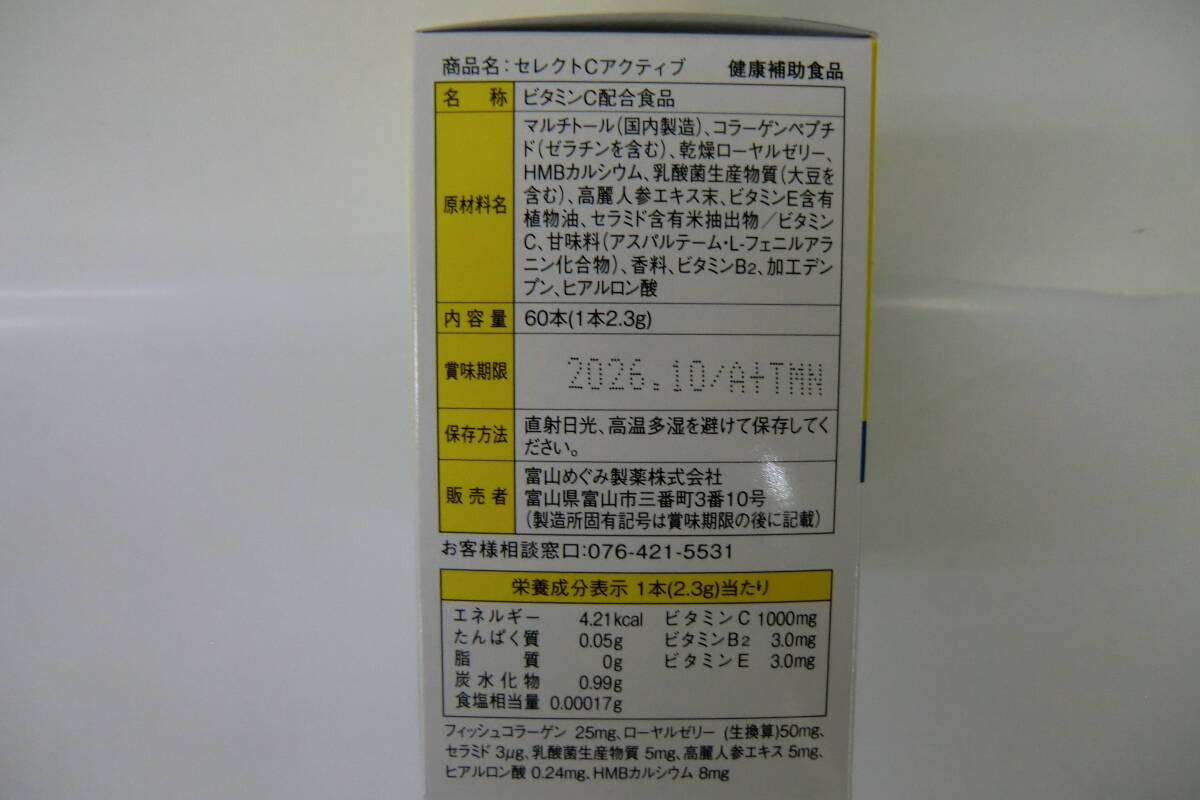 商品名：セレクトCアクティブ　健康補助食品
名　称　ビタミンC配合食品
原材料名　マルチトール（国内製造）、コラーゲンペプチ
ド（ゼラチンを含む）、乾燥ローヤルゼリー、
HMBカルシウム、乳酸菌生産物質（大豆を
含む）、高麗人参エキス末、ビタミンE含有
植物油、セラミド含有米抽出物／ビタミン
C、甘味料（アスパルテーム・L-フェニルアラ
ニン化合物）、香料、ビタミンB2、加工デン
プン、ヒアルロン酸
内容量　60本(1本2.3g)
賞味期限　2026.10/A+TMN
保存方法　直射日光、高温多湿を避けて保存してく
ださい。
販売者　富山めぐみ製薬株式会社
富山県富山市三番町3番10号
（製造所固有記号は賞味期限の後に記載）
お客様相談窓口：076-421-5531
栄養成分表示 1本(2.3g)当たり
エネルギー　4.21kcal　ビタミンC 1000mg
たんぱく質　0.05g　ビタミンB2　3.0mg
脂　質　0g　ビタミンE　3.0mg
炭水化物　0.99g
食塩相当量　0.00017g
フィッシュコラーゲン 25mg、ローヤルゼリー (生換算)50mg、
セラミド 3μg、乳酸菌生産物質 5mg、高麗人参エキス 5mg、
ヒアルロン酸 0.24mg、HMBカルシウム 8mg